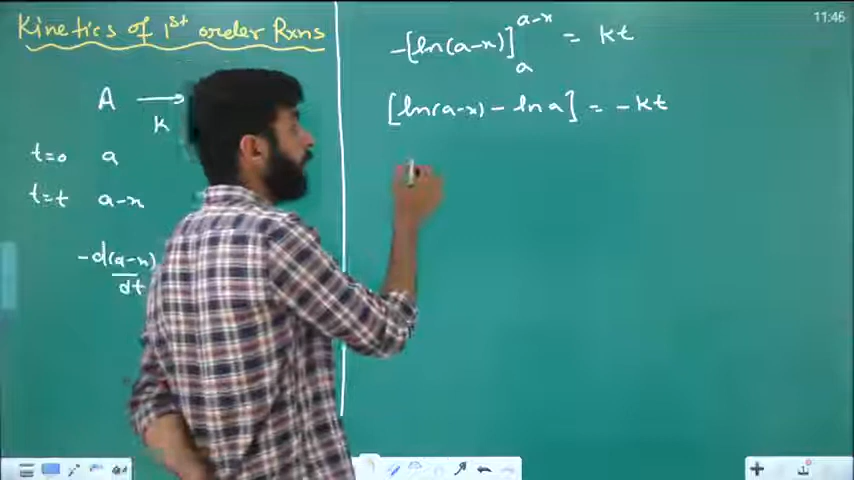 Kinetics of 1st order Rxns
A → 
K
t=0 a
t=t a-x
-d(a-x)
dt
-[ln(a-x)]
a-x
a
= kt
[ln(a-x) - ln a] = -kt
11:46